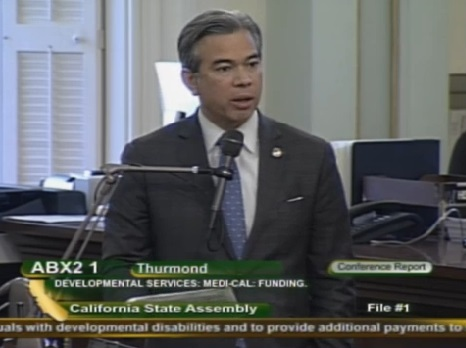 ABX2 1 Thurmond Conference Report
DEVELOPMENTAL SERVICES: MEDI-CAL: FUNDING.
California State Assembly File #1
uals with developmental disabilities and to provide additional payments to